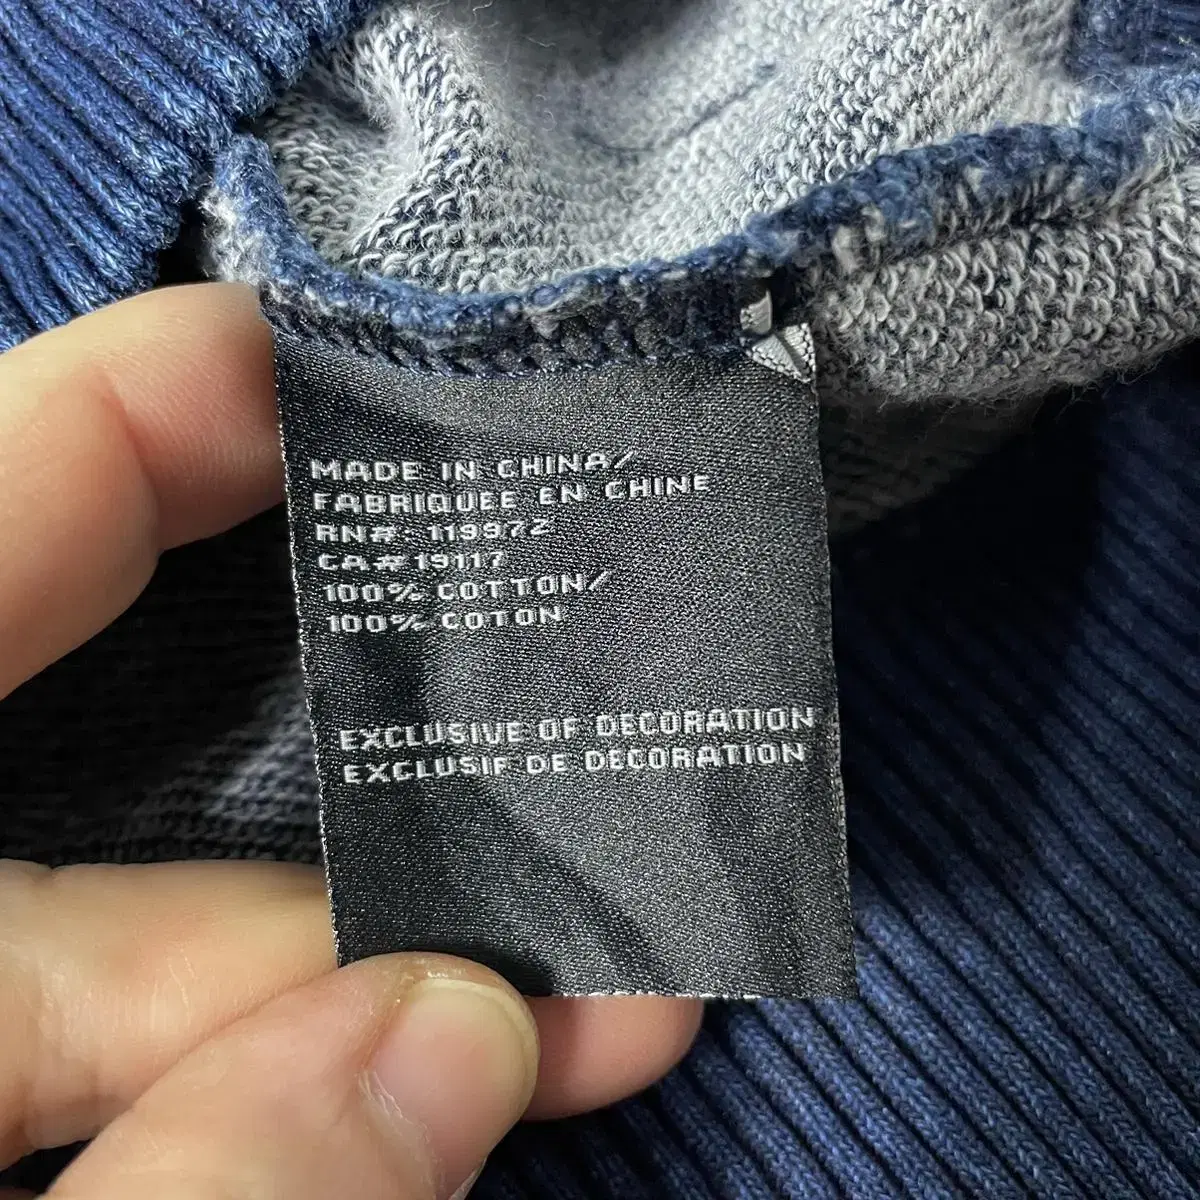 MADE IN CHINA/
FABRIQUEE EN CHINE
RN#: 119972
CA#19117
100% COTTON/
100% COTON
EXCLUSIVE OF DECORATION
EXCLUSIF DE DECORATION